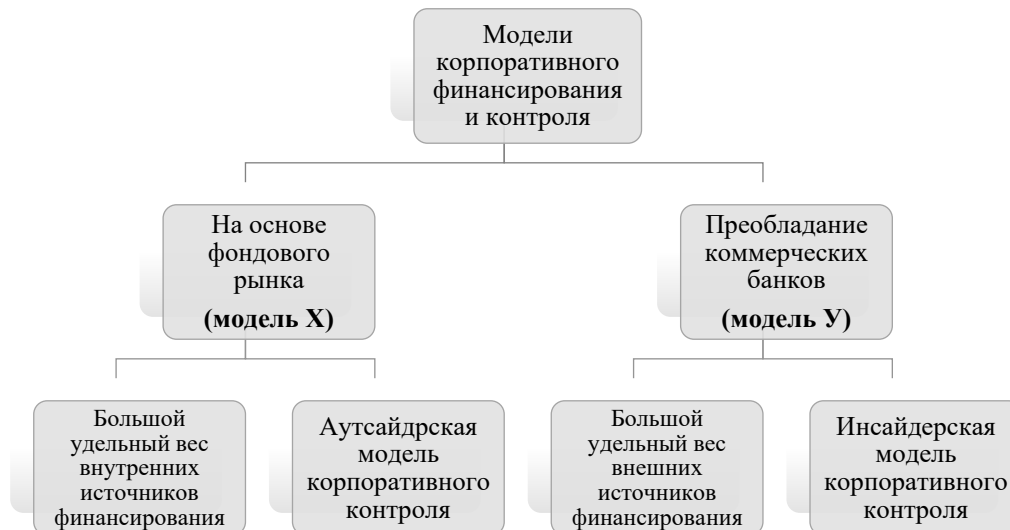 Модели
корпоративного
финансирования
и контроля
На основе
фондового
рынка
(модель Х)
Преобладание
коммерческих
банков
(модель У)
Большой
удельный вес
внутренних
источников
финансирования
Аутсайдрская
модель
корпоративного
контроля
Большой
удельный вес
внешних
источников
финансирования
Инсайдерская
модель
корпоративного
контроля